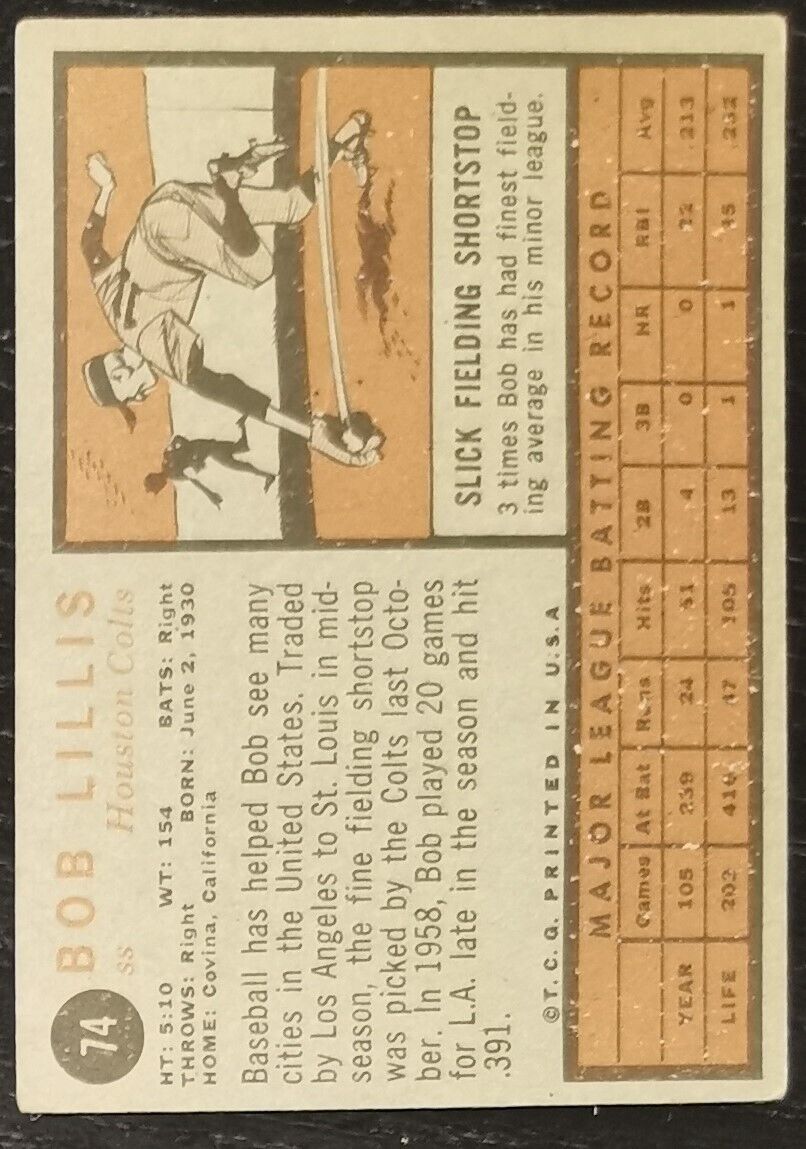 74
BOB LILLIS
ss Houston Colts
HT: 5:10 WT: 154 BATS: Right
THROWS: Right BORN: June 2, 1930
HOME: Covina, California
Baseball has helped Bob see many
cities in the United States. Traded
by Los Angeles to St. Louis in mid-
season, the fine fielding shortstop
was picked by the Colts last Octo-
ber. In 1958, Bob played 20 games
for L.A. late in the season and hit
.391.
©T. C. G. PRINTED IN U.S.A
SLICK FIELDING SHORTSTOP
3 times Bob has had finest field-
ing average in his minor league.
MAJOR LEAGUE BATTING RECORD
Games At Bat Runs Hits 2B 3B HR RBI Avg
YEAR 105 239 24 51 4 0 0 12 .213
LIFE 202 416 47 105 13 1 1 45 .252